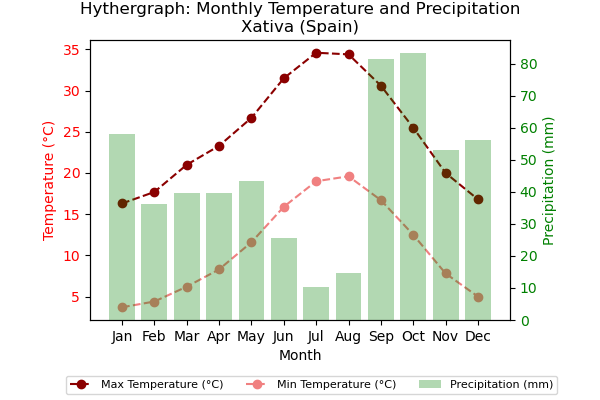 Hythergraph: Monthly Temperature and Precipitation
Xativa (Spain)
Temperature (°C)
35
30
25
20
15
10
5
Precipitation (mm)
80
70
60
50
40
30
20
10
0
Jan Feb Mar Apr May Jun Jul Aug Sep Oct Nov Dec
Month
Max Temperature (°C) Min Temperature (°C) Precipitation (mm)